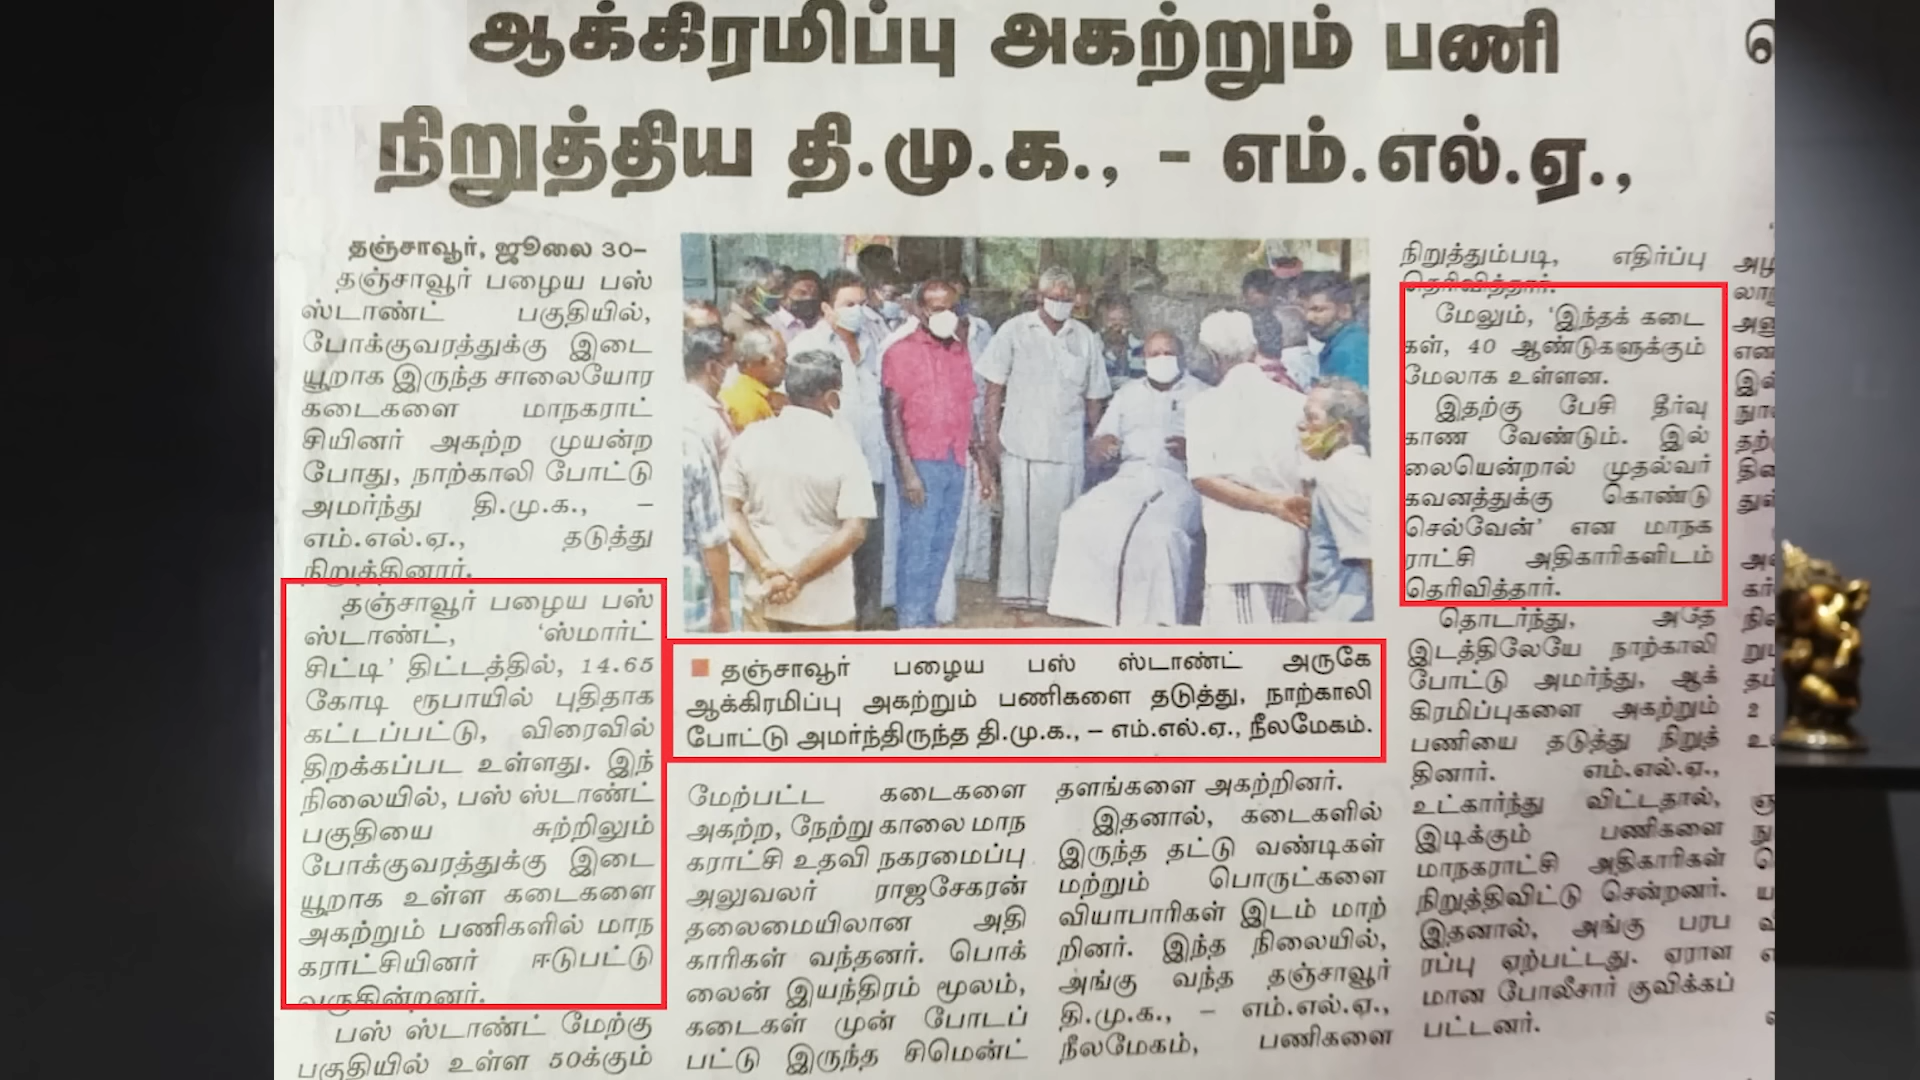 ஆக்கிரமிப்பு அகற்றும் பணி
நிறுத்திய தி.மு.க., - எம்.எல்.ஏ.,
தஞ்சாவூர், ஜூலை 30–
தஞ்சாவூர் பழைய பஸ்
ஸ்டாண்ட் பகுதியில்,
போக்குவரத்துக்கு இடை
யூறாக இருந்த சாலையோர
கடைகளை மாநகராட்
சியினர் அகற்ற முயன்ற
போது, நாற்காலி போட்டு
அமர்ந்து தி.மு.க., –
எம்.எல்.ஏ., தடுத்து
நிறுத்தினார்.
தஞ்சாவூர் பழைய பஸ்
ஸ்டாண்ட், 'ஸ்மார்ட்
சிட்டி' திட்டத்தில், 14.65
கோடி ரூபாயில் புதிதாக
கட்டப்பட்டு, விரைவில்
திறக்கப்பட உள்ளது. இந்
நிலையில், பஸ் ஸ்டாண்ட்
பகுதியை சுற்றிலும்
போக்குவரத்துக்கு இடை
யூறாக உள்ள கடைகளை
அகற்றும் பணிகளில் மாந
கராட்சியினர் ஈடுபட்டு
வருகின்றனர்.
பஸ் ஸ்டாண்ட் மேற்கு
பகுதியில் உள்ள 50க்கும்
தஞ்சாவூர் பழைய பஸ் ஸ்டாண்ட் அருகே
ஆக்கிரமிப்பு அகற்றும் பணிகளை தடுத்து, நாற்காலி
போட்டு அமர்ந்திருந்த தி.மு.க., – எம்.எல்.ஏ., நீலமேகம்.
மேற்பட்ட கடைகளை
அகற்ற, நேற்று காலை மாந
கராட்சி உதவி நகரமைப்பு
அலுவலர் ராஜசேகரன்
தலைமையிலான அதி
காரிகள் வந்தனர். பொக்
லைன் இயந்திரம் மூலம்,
கடைகள் முன் போடப்
பட்டு இருந்த சிமென்ட்
தளங்களை அகற்றினர்.
இதனால், கடைகளில்
இருந்த தட்டு வண்டிகள்
மற்றும் பொருட்களை
வியாபாரிகள் இடம் மாற்
றினர். இந்த நிலையில்,
அங்கு வந்த தஞ்சாவூர்
தி.மு.க., – எம்.எல்.ஏ.,
நீலமேகம், பணிகளை
நிறுத்தும்படி, எதிர்ப்பு
தெரிவித்தார்.
மேலும், 'இந்தக் கடை
கள், 40 ஆண்டுகளுக்கும்
மேலாக உள்ளன.
இதற்கு பேசி தீர்வு
காண வேண்டும். இல்
லையென்றால் முதல்வர்
கவனத்துக்கு கொண்டு
செல்வேன்' என மாநக
ராட்சி அதிகாரிகளிடம்
தெரிவித்தார்.
தொடர்ந்து, அதே
இடத்திலேயே நாற்காலி
போட்டு அமர்ந்து, ஆக்
கிரமிப்புகளை அகற்றும்
பணியை தடுத்து நிறுத்
தினார். எம்.எல்.ஏ.,
உட்கார்ந்து விட்டதால்,
இடிக்கும் பணிகளை
மாநகராட்சி அதிகாரிகள்
நிறுத்திவிட்டு சென்றனர்.
இதனால், அங்கு பரப
ரப்பு ஏற்பட்டது. ஏராள
மான போலீசார் குவிக்கப்
பட்டனர்.